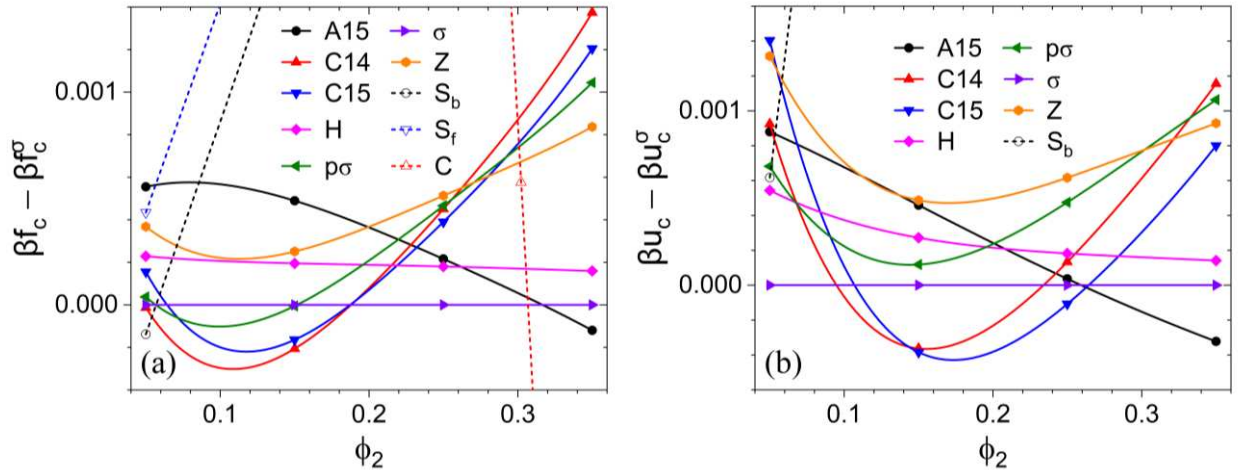 βf_c − βf_c^σ
0.001
0.000
A15
C14
C15
H
pσ
σ
Z
S_b
S_f
C
(a)
0.1
0.2
0.3
ϕ_2
βu_c − βu_c^σ
0.001
0.000
A15
C14
C15
H
pσ
σ
Z
S_b
(b)
0.1
0.2
0.3
ϕ_2